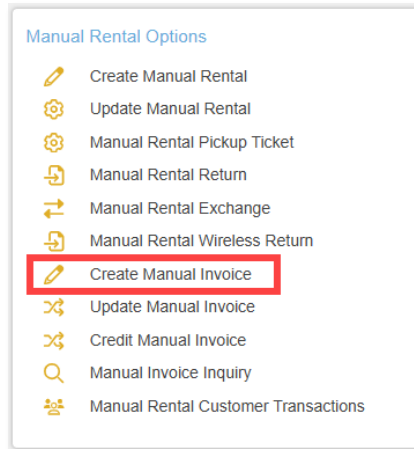 Manual Rental Options
Create Manual Rental
Update Manual Rental
Manual Rental Pickup Ticket
Manual Rental Return
Manual Rental Exchange
Manual Rental Wireless Return
Create Manual Invoice
Update Manual Invoice
Credit Manual Invoice
Manual Invoice Inquiry
Manual Rental Customer Transactions